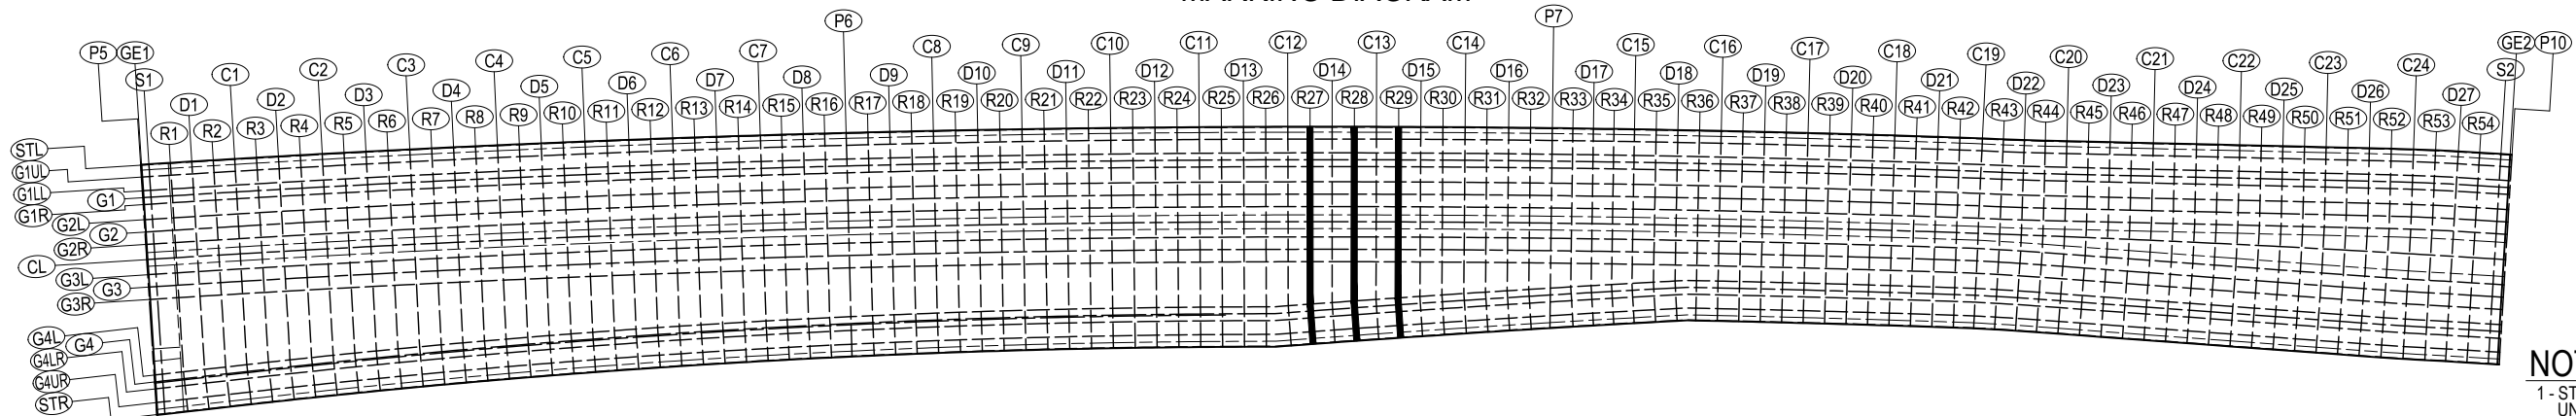 P6 P7
P5 GE1 C1 C2 C3 C4 C5 C6 C7 C8 C9 C10 C11 C12 C13 C14 C15 C16 C17 C18 C19 C20 C21 C22 C23 C24 GE2 P10
S1 D1 D2 D3 D4 D5 D6 D7 D8 D9 D10 D11 D12 D13 D14 D15 D16 D17 D18 D19 D20 D21 D22 D23 D24 D25 D26 D27 S2
R1 R2 R3 R4 R5 R6 R7 R8 R9 R10 R11 R12 R13 R14 R15 R16 R17 R18 R19 R20 R21 R22 R23 R24 R25 R26 R27 R28 R29 R30 R31 R32 R33 R34 R35 R36 R37 R38 R39 R40 R41 R42 R43 R44 R45 R46 R47 R48 R49 R50 R51 R52 R53 R54
STL
G1UL
G1LL
G1
G1R
G2L
G2
G2R
CL
G3L
G3
G3R
G4L
G4
G4LR
G4UR
STR